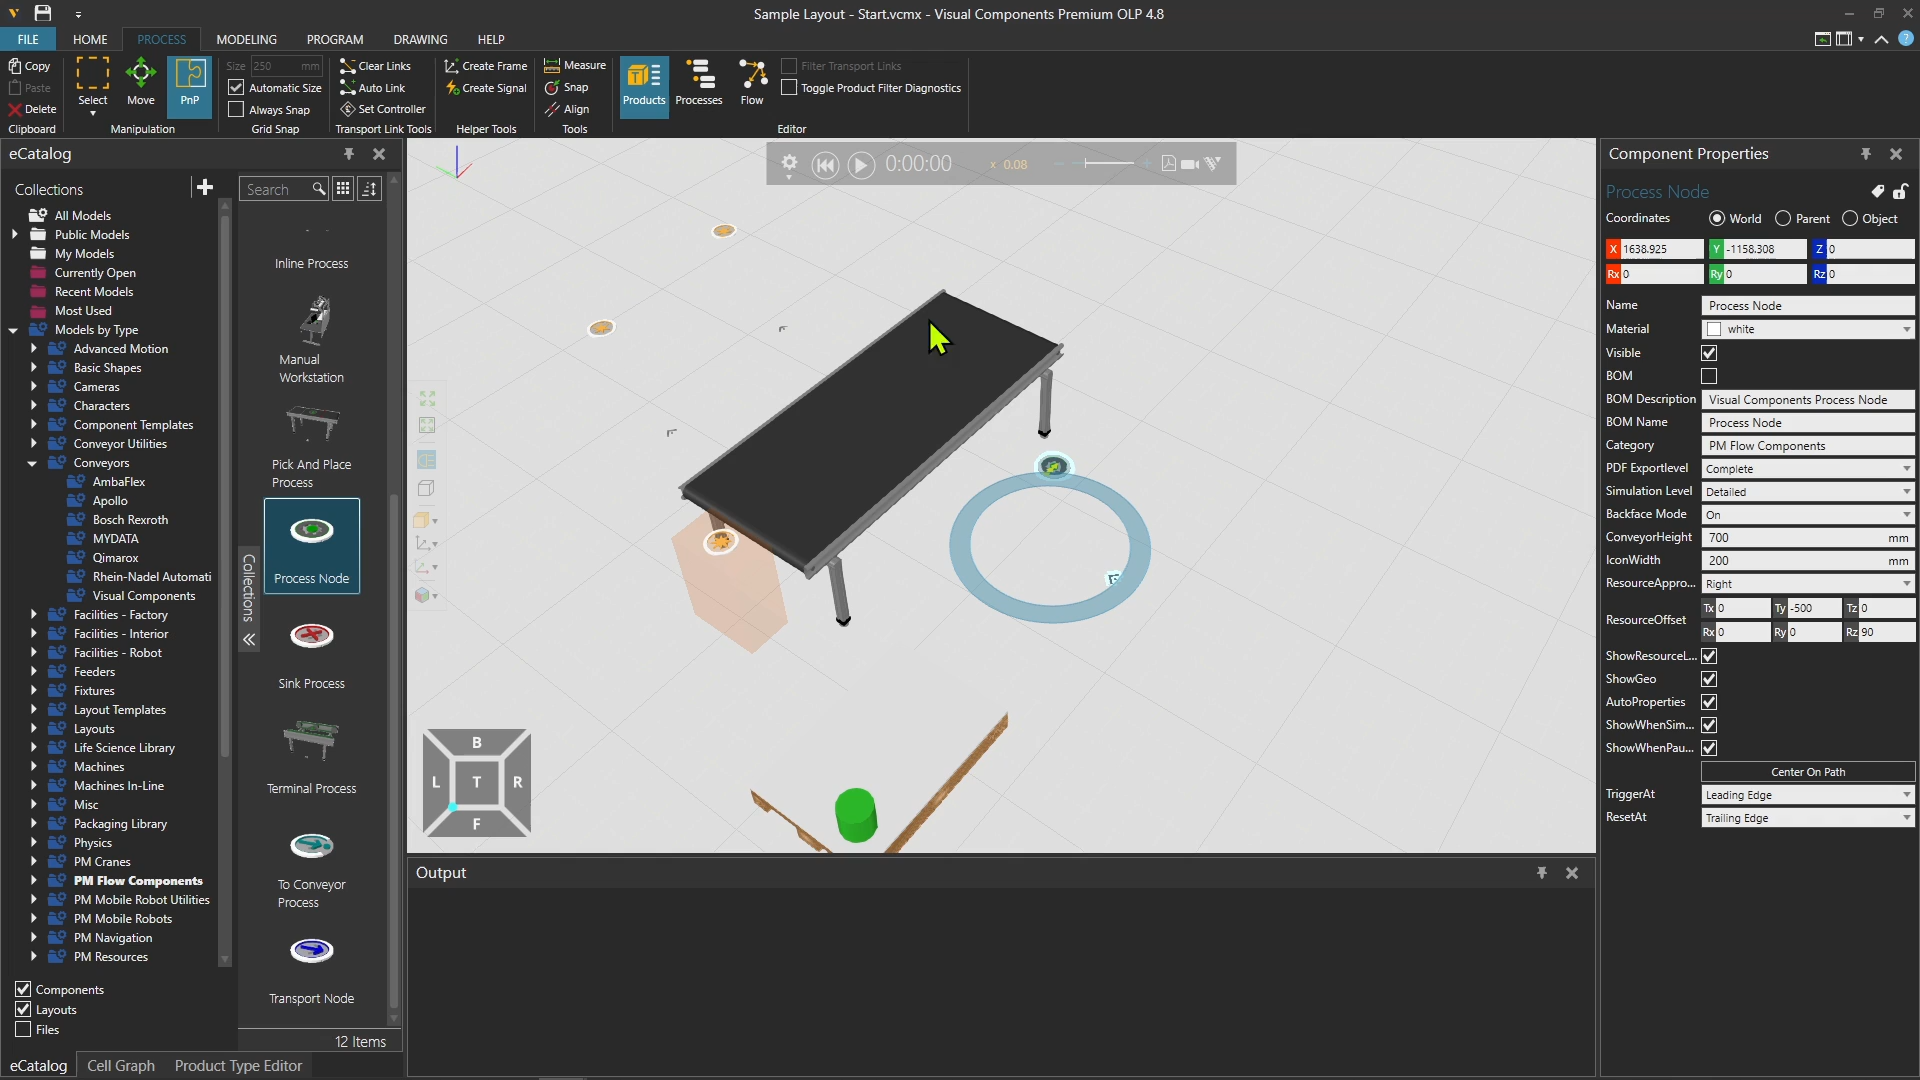 Sample Layout - Start.vcmx - Visual Components Premium OLP 4.8
FILE
HOME
PROCESS
MODELING
PROGRAM
DRAWING
HELP
Copy
Paste
Delete
Clipboard
Select
Move
PnP
Manipulation
Size
250
mm
Automatic Size
Always Snap
Grid Snap
Clear Links
Auto Link
Set Controller
Transport Link Tools
Create Frame
Create Signal
Helper Tools
Measure
Snap
Align
Tools
Products
Processes
Flow
Filter Transport Links
Toggle Product Filter Diagnostics
Editor
eCatalog
Collections
All Models
Public Models
My Models
Currently Open
Recent Models
Most Used
Models by Type
Advanced Motion
Basic Shapes
Cameras
Characters
Component Templates
Conveyor Utilities
Conveyors
AmbaFlex
Apollo
Bosch Rexroth
MYDATA
Qimarox
Rhein-Nadel Automati
Visual Components
Facilities - Factory
Facilities - Interior
Facilities - Robot
Feeders
Fixtures
Layout Templates
Layouts
Life Science Library
Machines
Machines In-Line
Misc
Packaging Library
Physics
PM Cranes
PM Flow Components
PM Mobile Robot Utilities
PM Mobile Robots
PM Navigation
PM Resources
Components
Layouts
Files
Search
Collections
Inline Process
Manual
Workstation
Pick And Place
Process
Process Node
Sink Process
Terminal Process
To Conveyor
Process
Transport Node
12 Items
eCatalog
Cell Graph
Product Type Editor
0:00:00
x 0.08
B
L
T
R
F
Output
Component Properties
Process Node
Coordinates
World
Parent
Object
X 1638.925
Y -1158.308
Z 0
Rx 0
Ry 0
Rz 0
Name
Process Node
Material
white
Visible
BOM
BOM Description
Visual Components Process Node
BOM Name
Process Node
Category
PM Flow Components
PDF Exportlevel
Complete
Simulation Level
Detailed
Backface Mode
On
ConveyorHeight
700
mm
IconWidth
200
mm
ResourceAppro...
Right
ResourceOffset
Tx 0
Ty -500
Tz 0
Rx 0
Ry 0
Rz 90
ShowResourceL...
ShowGeo
AutoProperties
ShowWhenSim...
ShowWhenPau...
Center On Path
TriggerAt
Leading Edge
ResetAt
Trailing Edge